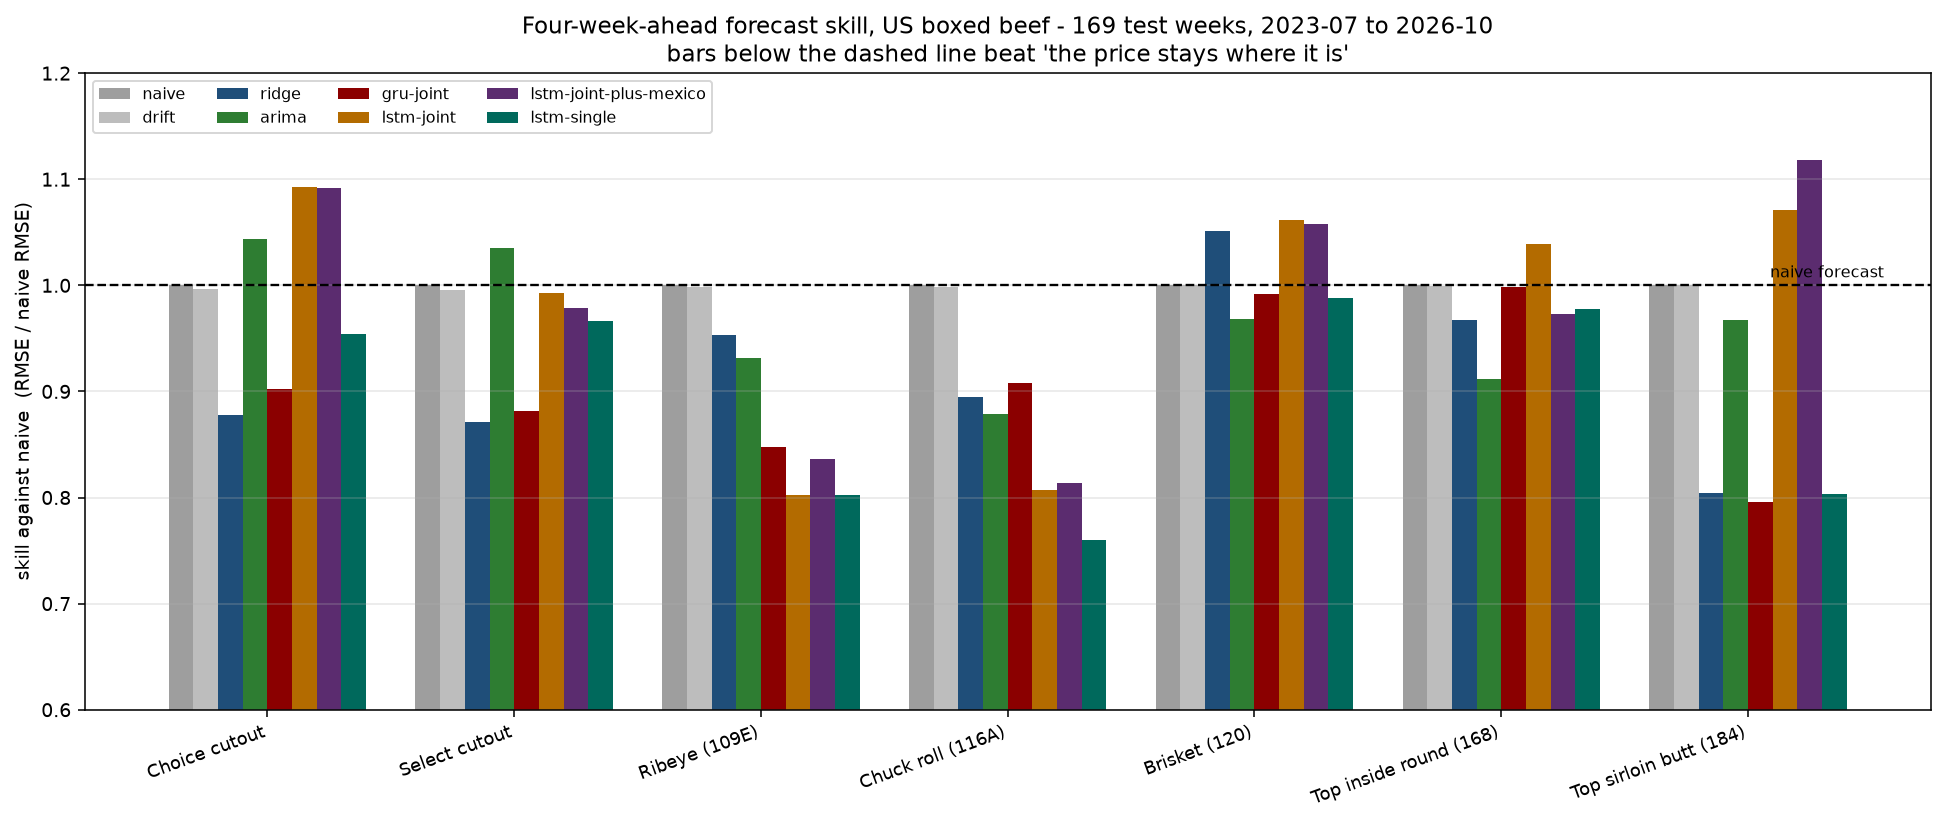 Four-week-ahead forecast skill, US boxed beef - 169 test weeks, 2023-07 to 2026-10
bars below the dashed line beat 'the price stays where it is'
skill against naive  (RMSE / naive RMSE)
1.2
1.1
1.0
0.9
0.8
0.7
0.6
naive
drift
ridge
arima
gru-joint
lstm-joint
lstm-joint-plus-mexico
lstm-single
naive forecast
Choice cutout
Select cutout
Ribeye (109E)
Chuck roll (116A)
Brisket (120)
Top inside round (168)
Top sirloin butt (184)